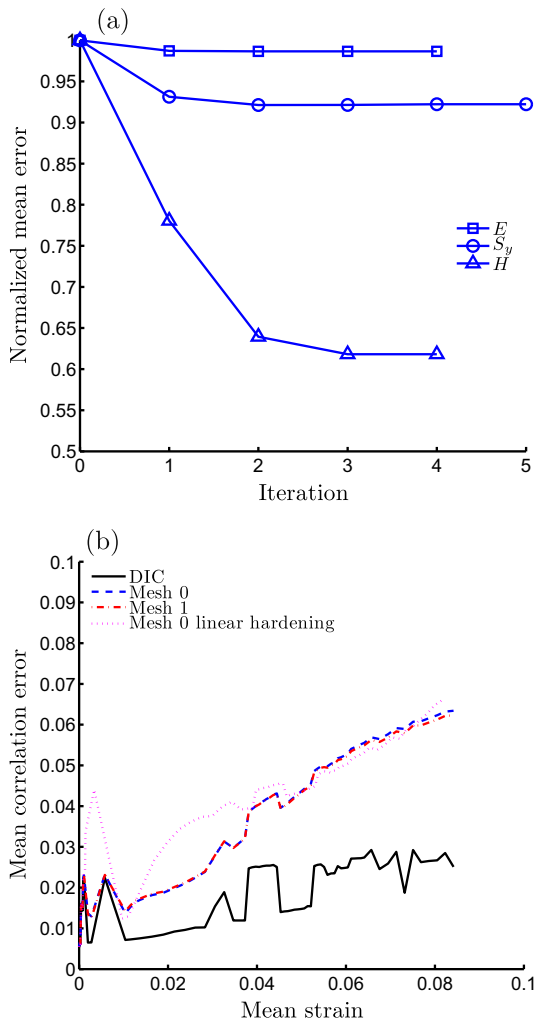 (a)
1
0.95
0.9
0.85
0.8
0.75
0.7
0.65
0.6
0.55
0.5
Normalized mean error
E
S_y
H
0 1 2 3 4 5
Iteration
(b)
0.1
0.09
0.08
0.07
0.06
0.05
0.04
0.03
0.02
0.01
0
Mean correlation error
DIC
Mesh 0
Mesh 1
Mesh 0 linear hardening
0 0.02 0.04 0.06 0.08 0.1
Mean strain